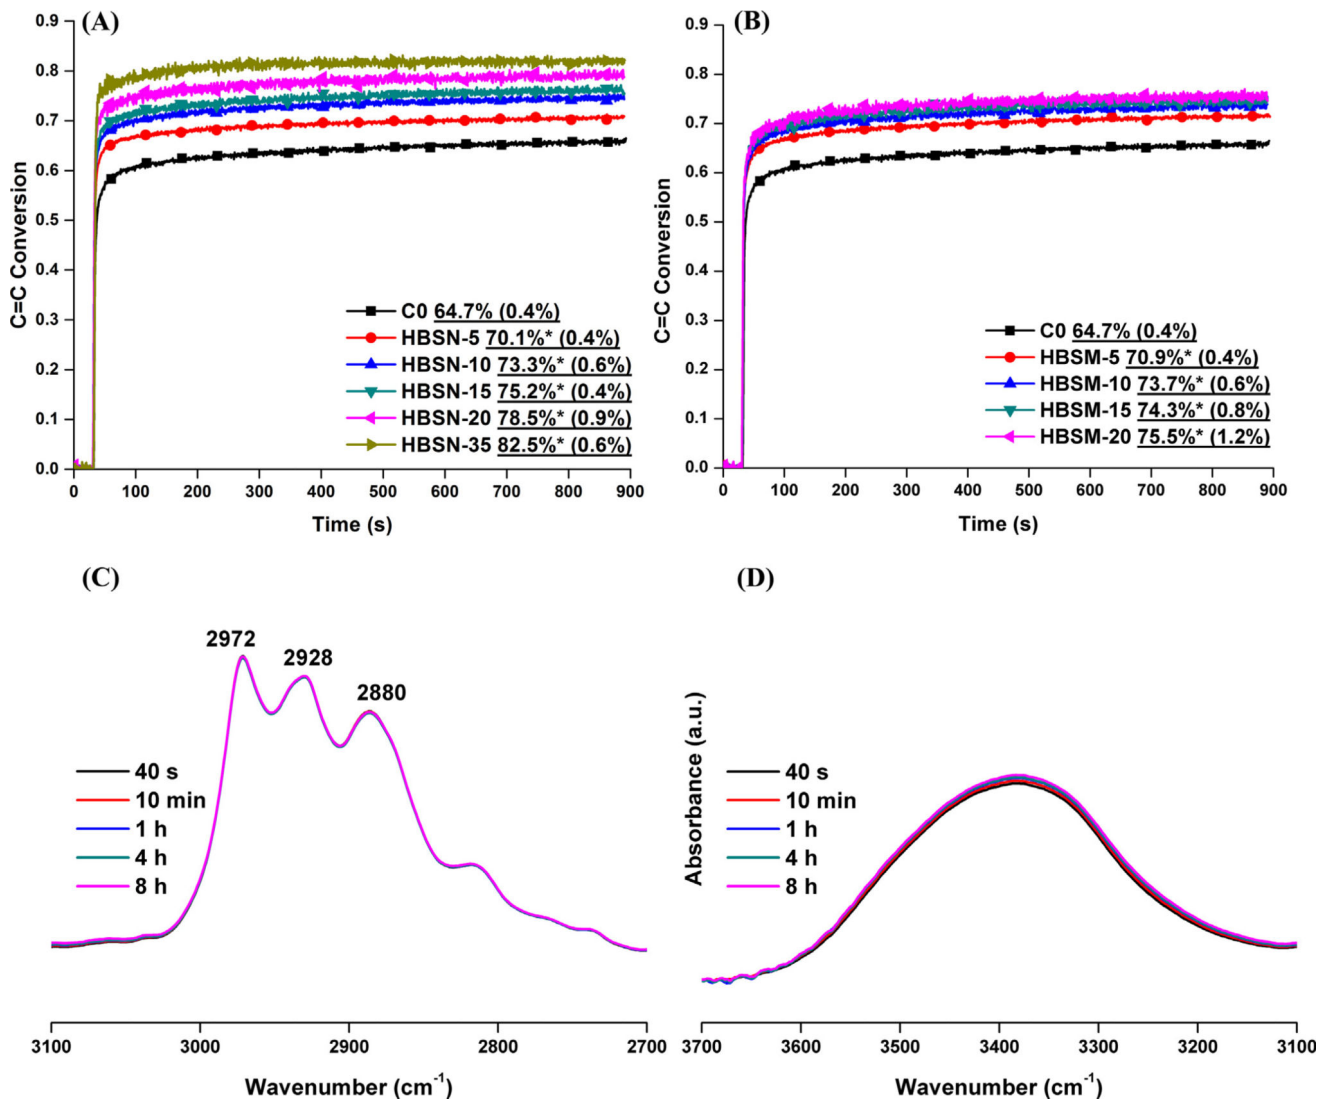 (A)
0.9
0.8
0.7
0.6
0.5
0.4
0.3
0.2
0.1
0.0
C=C Conversion
C0 64.7% (0.4%)
HBSN-5 70.1%* (0.4%)
HBSN-10 73.3%* (0.6%)
HBSN-15 75.2%* (0.4%)
HBSN-20 78.5%* (0.9%)
HBSN-35 82.5%* (0.6%)
0 100 200 300 400 500 600 700 800 900
Time (s)
(B)
0.9
0.8
0.7
0.6
0.5
0.4
0.3
0.2
0.1
0.0
C=C Conversion
C0 64.7% (0.4%)
HBSM-5 70.9%* (0.4%)
HBSM-10 73.7%* (0.6%)
HBSM-15 74.3%* (0.8%)
HBSM-20 75.5%* (1.2%)
0 100 200 300 400 500 600 700 800 900
Time (s)
(C)
2972
2928
2880
40 s
10 min
1 h
4 h
8 h
3100 3000 2900 2800 2700
Wavenumber (cm⁻¹)
(D)
Absorbance (a.u.)
40 s
10 min
1 h
4 h
8 h
3700 3600 3500 3400 3300 3200 3100
Wavenumber (cm⁻¹)